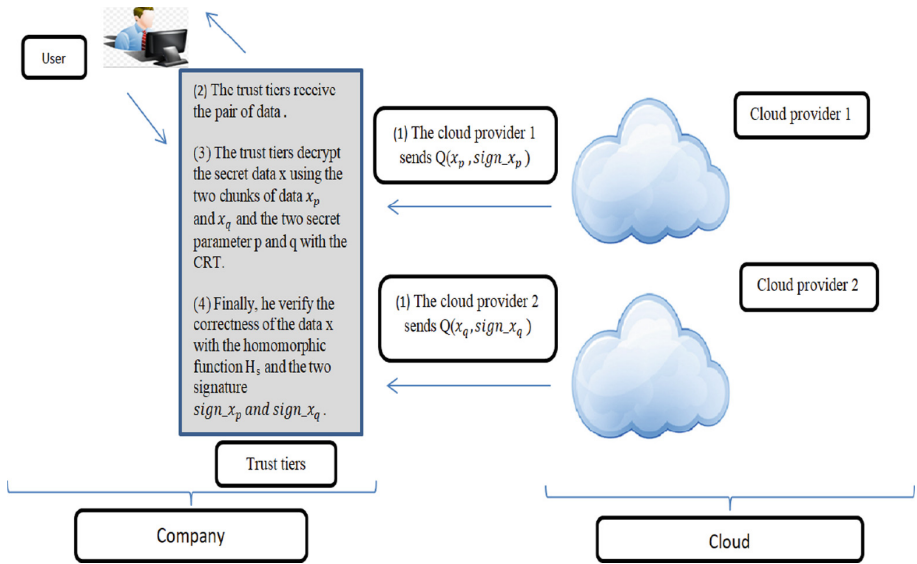 User
(2) The trust tiers receive
the pair of data .
(3) The trust tiers decrypt
the secret data x using the
two chunks of data x_p
and x_q and the two secret
parameter p and q with the
CRT.
(4) Finally, he verify the
correctness of the data x
with the homomorphic
function H_s and the two
signature
sign_x_p and sign_x_q .
Trust tiers
Company
(1) The cloud provider 1
sends Q(x_p ,sign_x_p )
(1) The cloud provider 2
sends Q(x_q ,sign_x_q )
Cloud provider 1
Cloud provider 2
Cloud